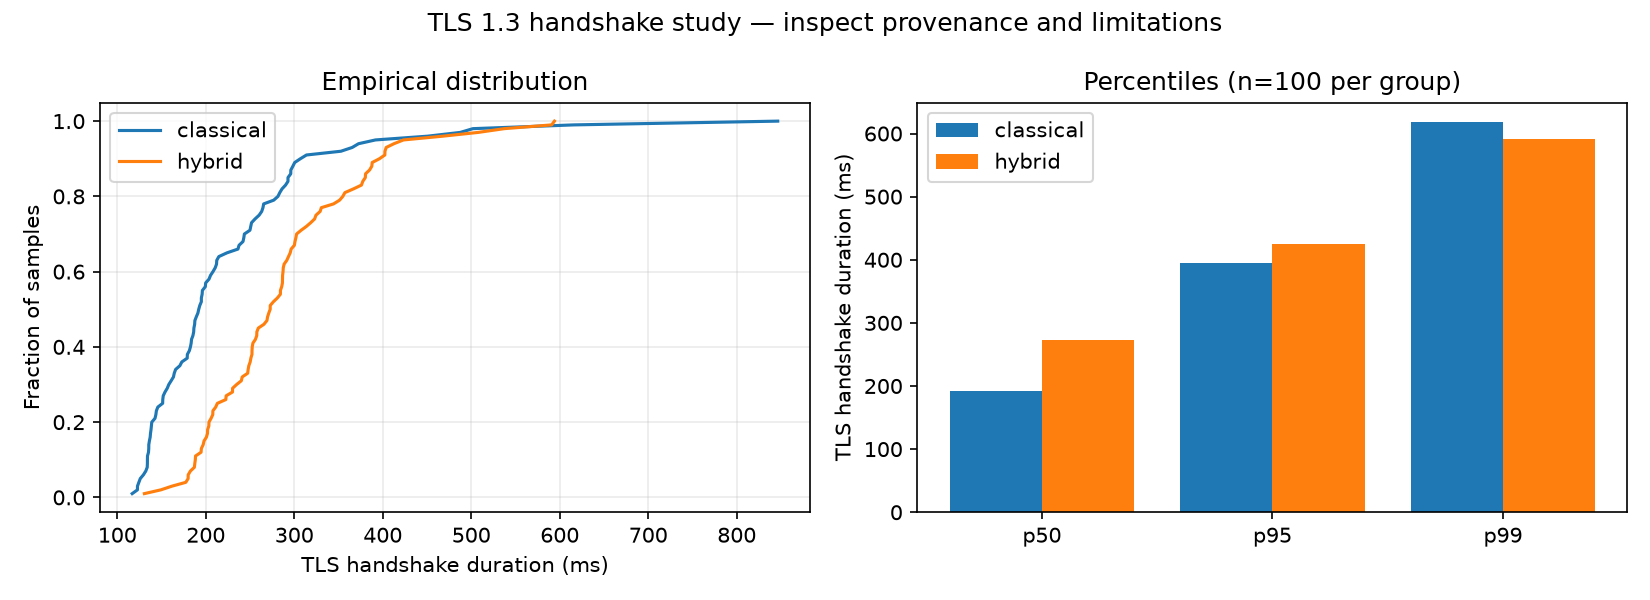 TLS 1.3 handshake study — inspect provenance and limitations
Empirical distribution
classical
hybrid
Fraction of samples
1.0
0.8
0.6
0.4
0.2
0.0
100 200 300 400 500 600 700 800
TLS handshake duration (ms)
Percentiles (n=100 per group)
classical
hybrid
TLS handshake duration (ms)
600
500
400
300
200
100
0
p50 p95 p99